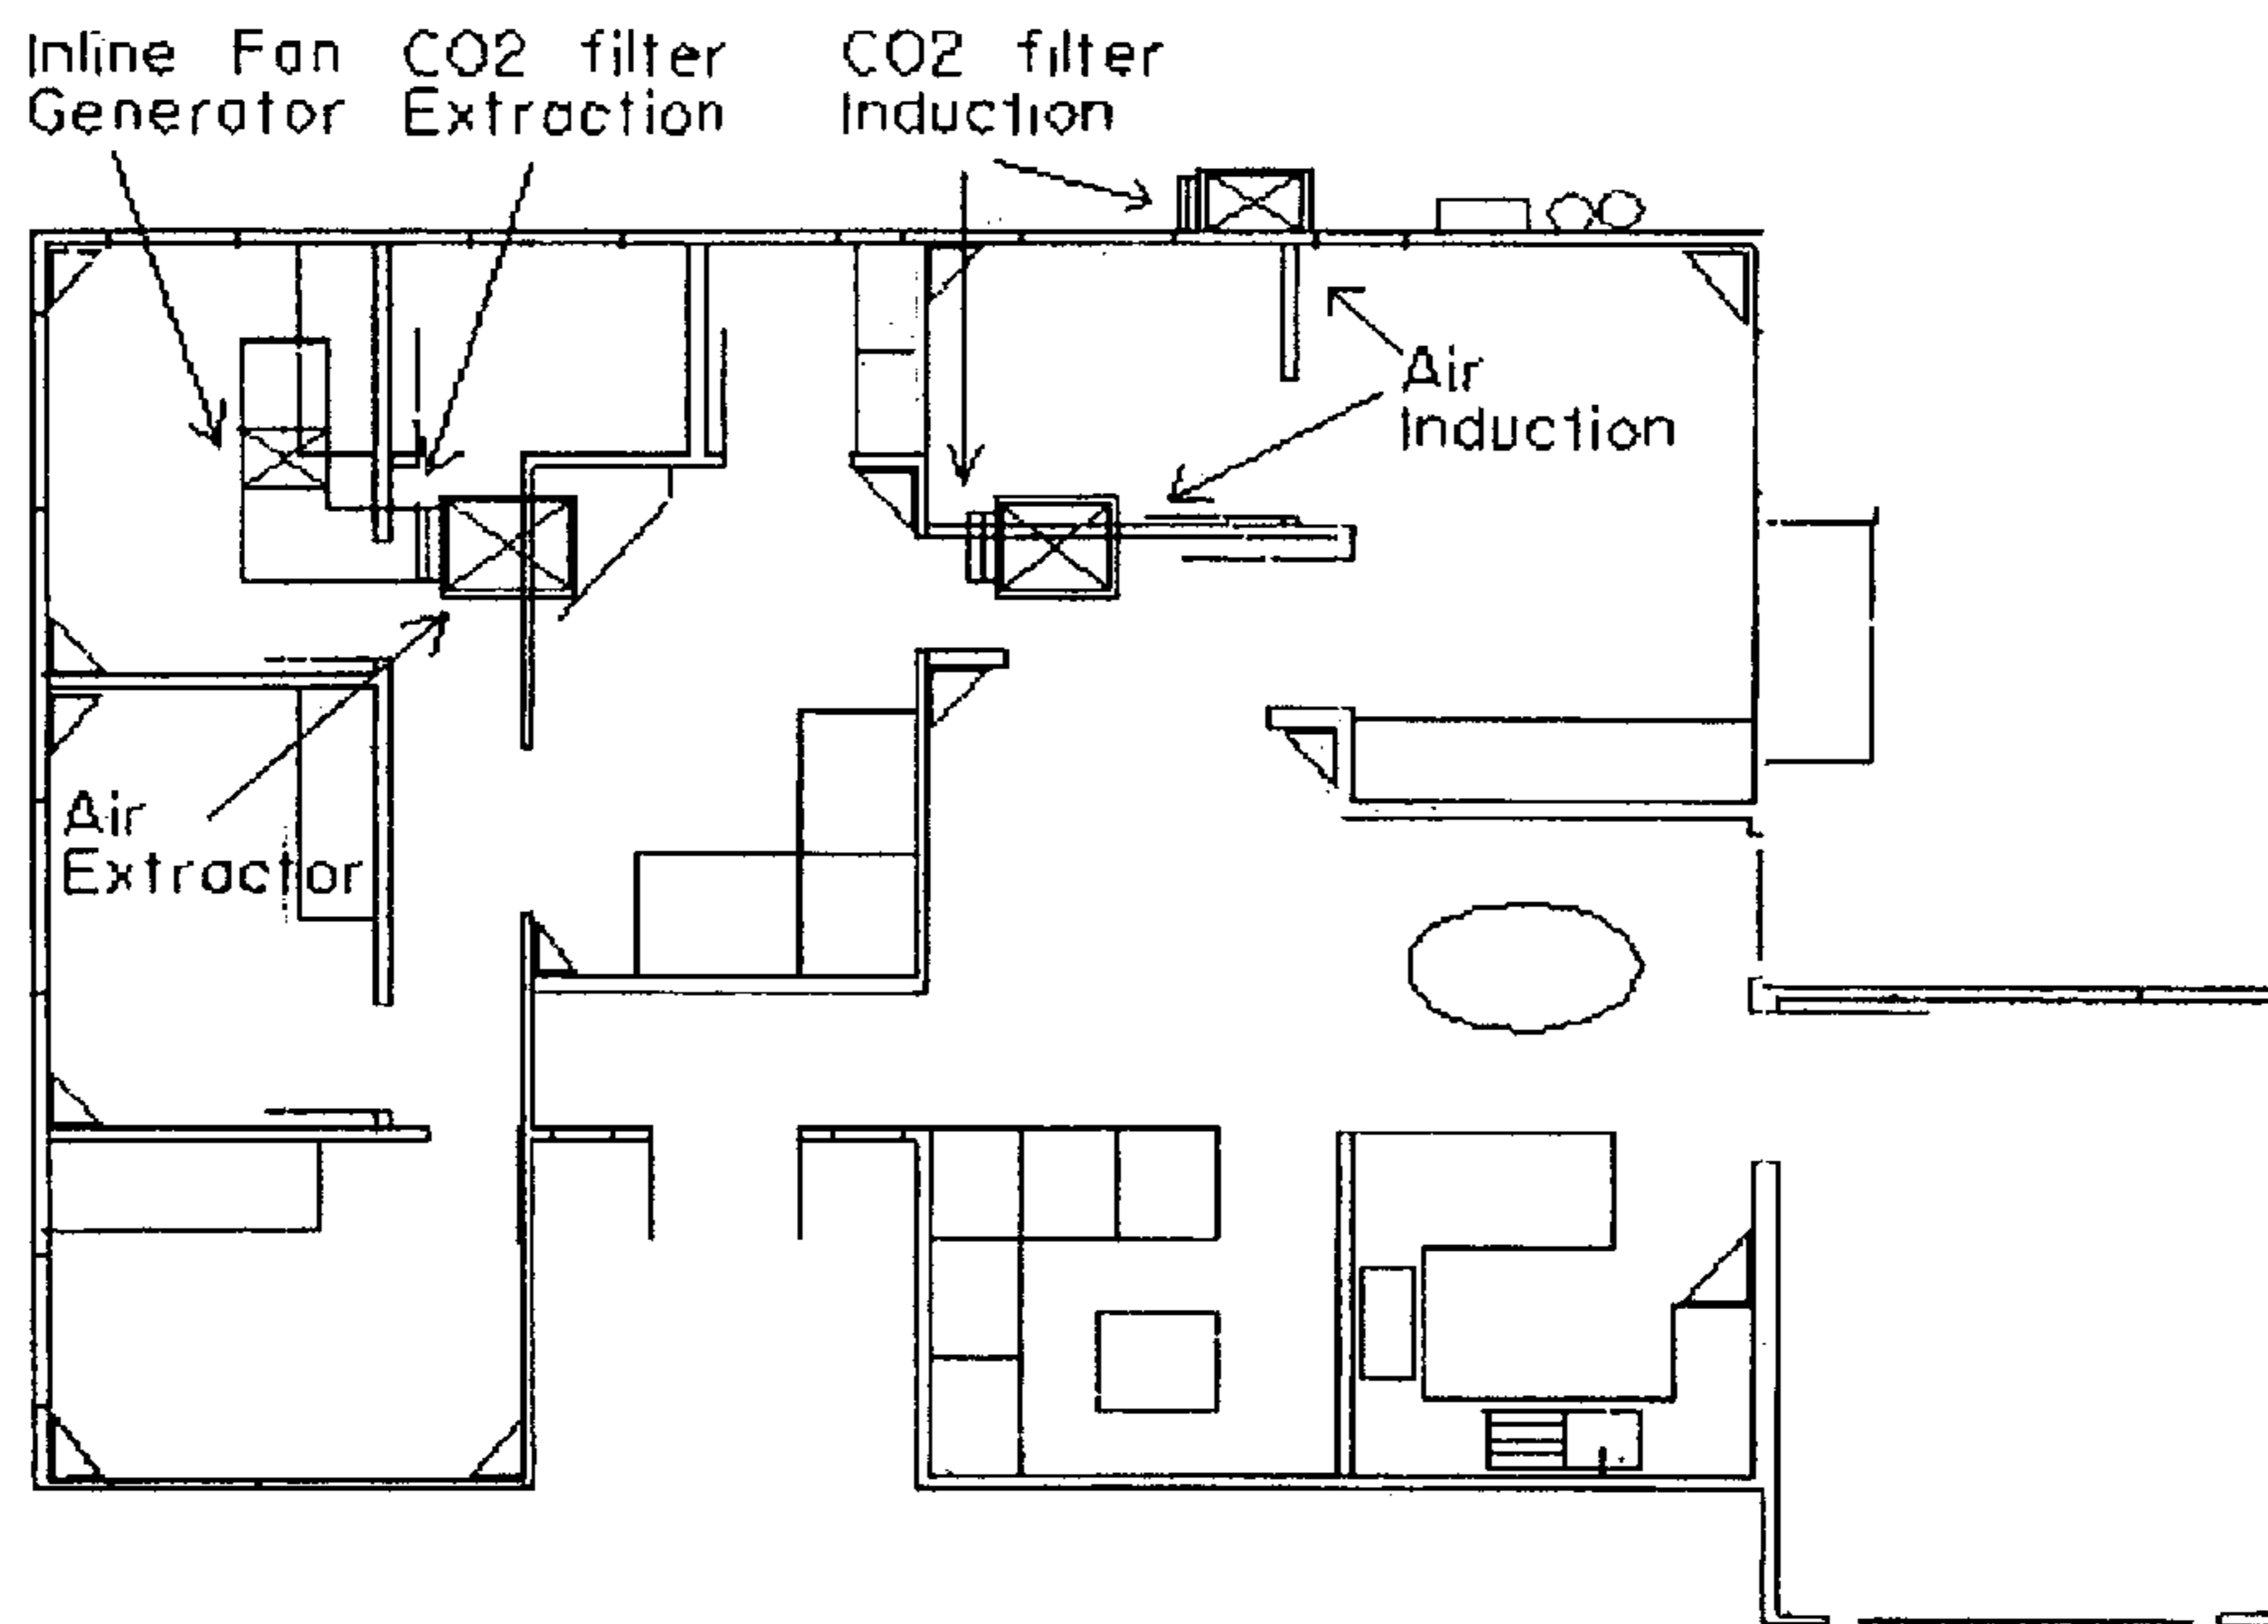 Inline Fan
Generator
CO2 filter
Extraction
CO2 filter
Induction
Air
Induction
Air
Extractor